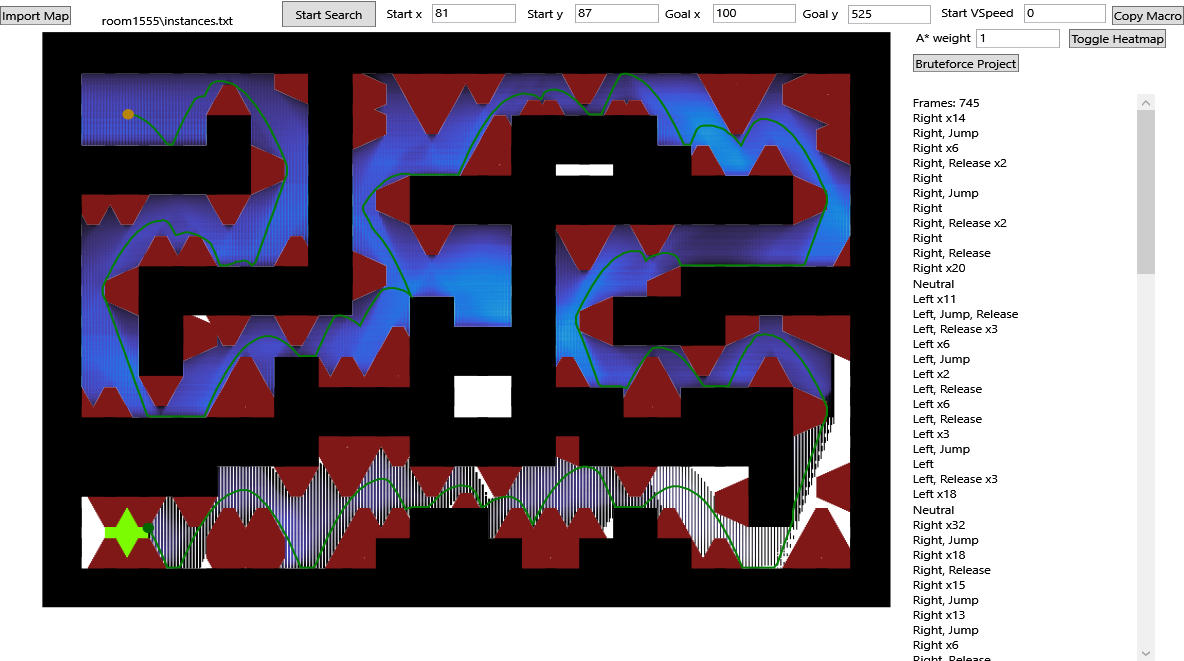 Import Map
room1555\instances.txt
Start Search
Start x 81
Start y 87
Goal x 100
Goal y 525
Start VSpeed 0
Copy Macro
A* weight 1
Toggle Heatmap
Bruteforce Project
Frames: 745
Right x14
Right, Jump
Right x6
Right, Release x2
Right
Right, Jump
Right
Right, Release x2
Right
Right, Release
Right x20
Neutral
Left x11
Left, Jump, Release
Left, Release x3
Left x6
Left, Jump
Left x2
Left, Release
Left x6
Left, Release
Left x3
Left, Jump
Left
Left, Release x3
Left x18
Neutral
Right x32
Right, Jump
Right x18
Right, Release
Right x15
Right, Jump
Right x13
Right, Jump
Right x6
Right, Release